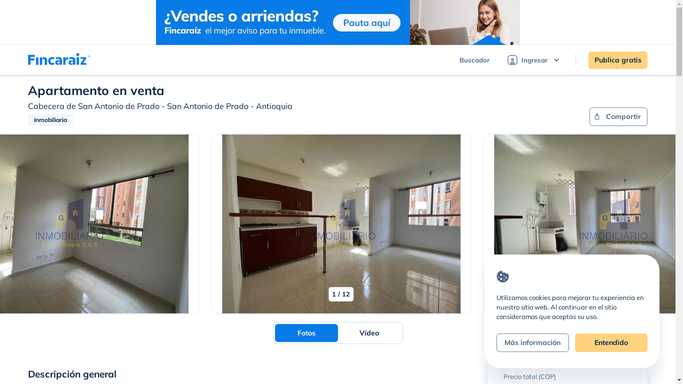 ¿Vendes o arriendas?
Fincaraíz el mejor aviso para tu inmueble.
Pauta aquí
Fincaraíz
Buscador
Ingresar
Publica gratis
Apartamento en venta
Cabecera de San Antonio de Prado - San Antonio de Prado - Antioquia
Inmobiliaria
Compartir
G R
INMOBILIARIO
G R
INMOBILIARIO
G
INMOBILIARIO
1 / 12
Utilizamos cookies para mejorar tu experiencia en
nuestro sitio web. Al continuar en el sitio
consideramos que aceptas su uso.
Más información
Entendido
Fotos
Vídeo
Descripción general
Precio total (COP)